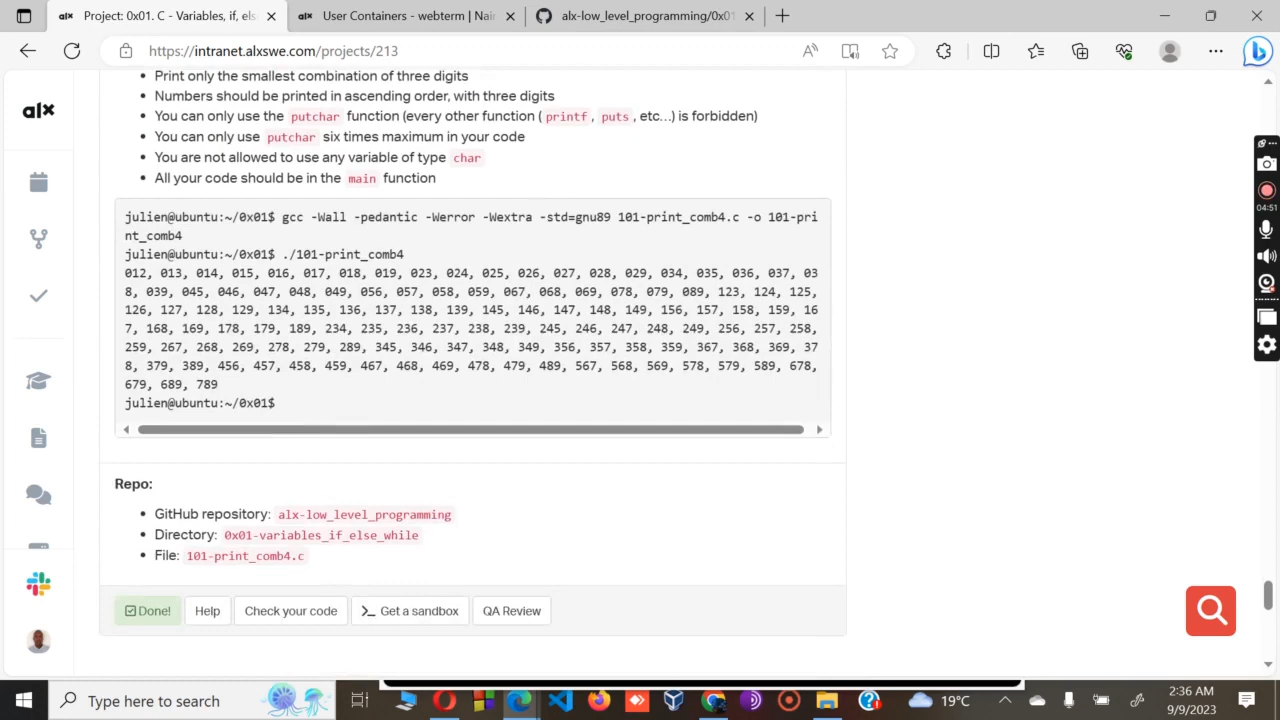 Project: 0x01. C - Variables, if, els
alx User Containers - webterm | Nai
alx-low_level_programming/0x01
https://intranet.alxswe.com/projects/213
alx
Print only the smallest combination of three digits
Numbers should be printed in ascending order, with three digits
You can only use the putchar function (every other function ( printf , puts , etc…) is forbidden)
You can only use putchar six times maximum in your code
You are not allowed to use any variable of type char
All your code should be in the main function
julien@ubuntu:~/0x01$ gcc -Wall -pedantic -Werror -Wextra -std=gnu89 101-print_comb4.c -o 101-pri
nt_comb4
julien@ubuntu:~/0x01$ ./101-print_comb4
012, 013, 014, 015, 016, 017, 018, 019, 023, 024, 025, 026, 027, 028, 029, 034, 035, 036, 037, 03
8, 039, 045, 046, 047, 048, 049, 056, 057, 058, 059, 067, 068, 069, 078, 079, 089, 123, 124, 125,
126, 127, 128, 129, 134, 135, 136, 137, 138, 139, 145, 146, 147, 148, 149, 156, 157, 158, 159, 16
7, 168, 169, 178, 179, 189, 234, 235, 236, 237, 238, 239, 245, 246, 247, 248, 249, 256, 257, 258,
259, 267, 268, 269, 278, 279, 289, 345, 346, 347, 348, 349, 356, 357, 358, 359, 367, 368, 369, 37
8, 379, 389, 456, 457, 458, 459, 467, 468, 469, 478, 479, 489, 567, 568, 569, 578, 579, 589, 678,
679, 689, 789
julien@ubuntu:~/0x01$
04:51
Repo:
GitHub repository: alx-low_level_programming
Directory: 0x01-variables_if_else_while
File: 101-print_comb4.c
Done!
Help
Check your code
Get a sandbox
QA Review
Type here to search
19°C
2:36 AM
9/9/2023